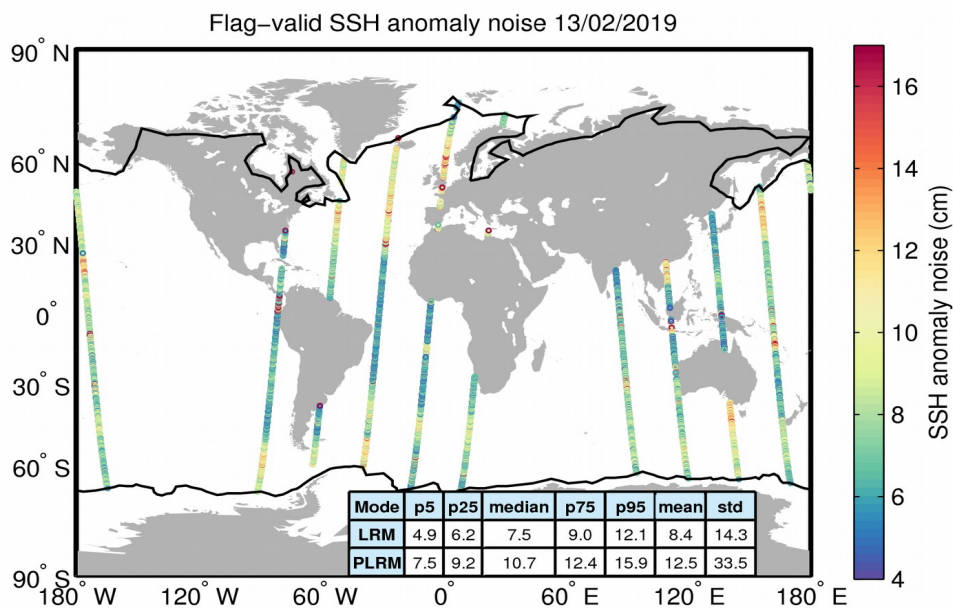 Flag−valid SSH anomaly noise 13/02/2019
90° N
60° N
30° N
0°
30° S
60° S
90° S
180° W
120° W
60° W
0°
60° E
120° E
180° E
16
14
12
10
8
6
4
SSH anomaly noise (cm)
Mode p5 p25 median p75 p95 mean std
LRM 4.9 6.2 7.5 9.0 12.1 8.4 14.3
PLRM 7.5 9.2 10.7 12.4 15.9 12.5 33.5